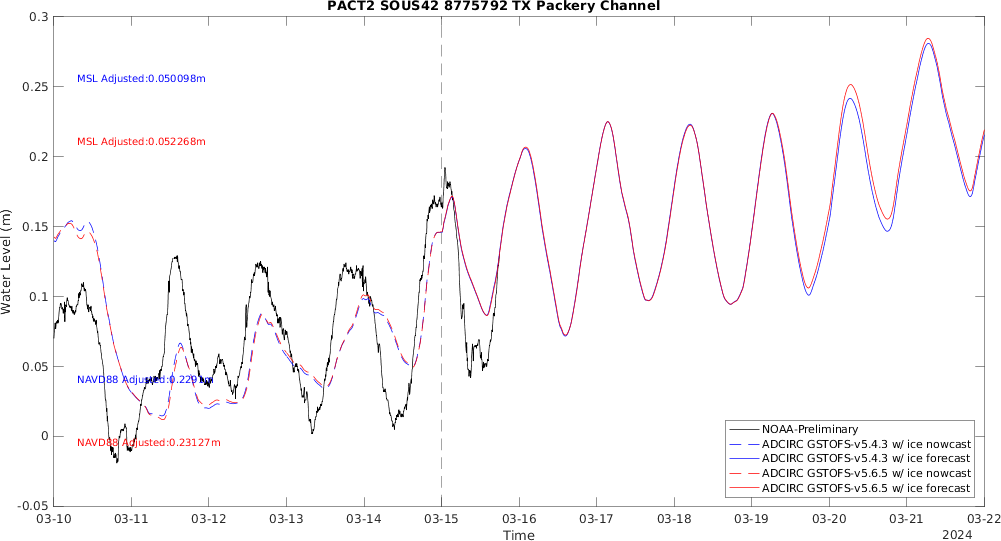 PACT2 SOUS42 8775792 TX Packery Channel
0.3
0.25
0.2
0.15
0.1
0.05
0
-0.05
Water Level (m)
MSL Adjusted:0.050098m
MSL Adjusted:0.052268m
NAVD88 Adjusted:0.229
NAVD88 Adjusted:0.23127m
NOAA-Preliminary
ADCIRC GSTOFS-v5.4.3 w/ ice nowcast
ADCIRC GSTOFS-v5.4.3 w/ ice forecast
ADCIRC GSTOFS-v5.6.5 w/ ice nowcast
ADCIRC GSTOFS-v5.6.5 w/ ice forecast
03-10 03-11 03-12 03-13 03-14 03-15 03-16 03-17 03-18 03-19 03-20 03-21 03-22
Time
2024